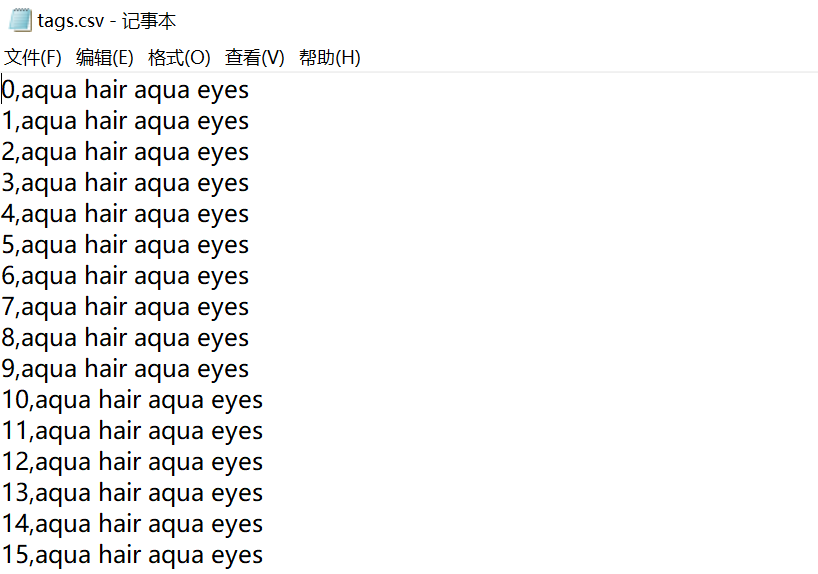 tags.csv - 记事本
文件(F) 编辑(E) 格式(O) 查看(V) 帮助(H)
0,aqua hair aqua eyes
1,aqua hair aqua eyes
2,aqua hair aqua eyes
3,aqua hair aqua eyes
4,aqua hair aqua eyes
5,aqua hair aqua eyes
6,aqua hair aqua eyes
7,aqua hair aqua eyes
8,aqua hair aqua eyes
9,aqua hair aqua eyes
10,aqua hair aqua eyes
11,aqua hair aqua eyes
12,aqua hair aqua eyes
13,aqua hair aqua eyes
14,aqua hair aqua eyes
15,aqua hair aqua eyes